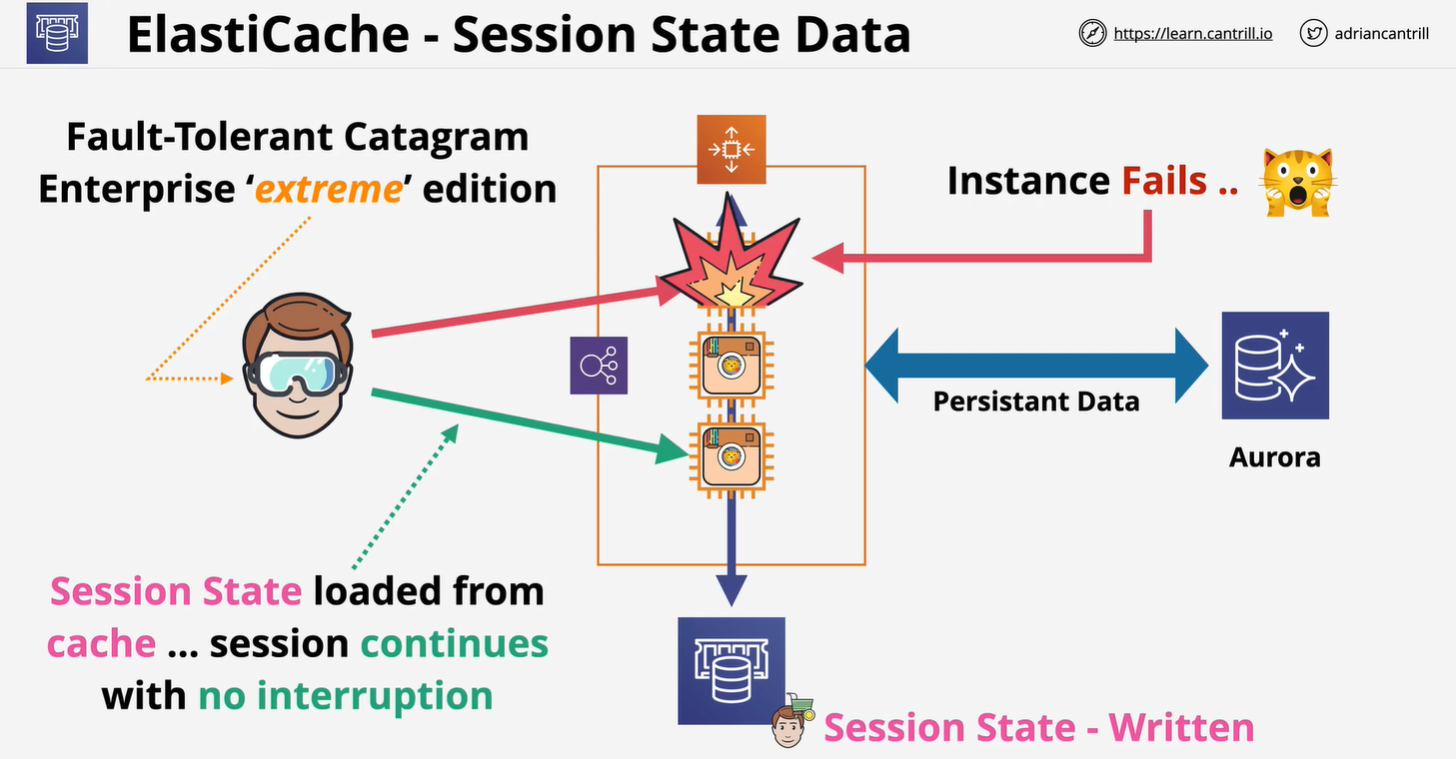 ElastiCache - Session State Data
https://learn.cantrill.io
adriancantrill
Fault-Tolerant Catagram
Enterprise ‘extreme’ edition
Instance Fails ..
Persistant Data
Aurora
Session State loaded from
cache ... session continues
with no interruption
Session State - Written